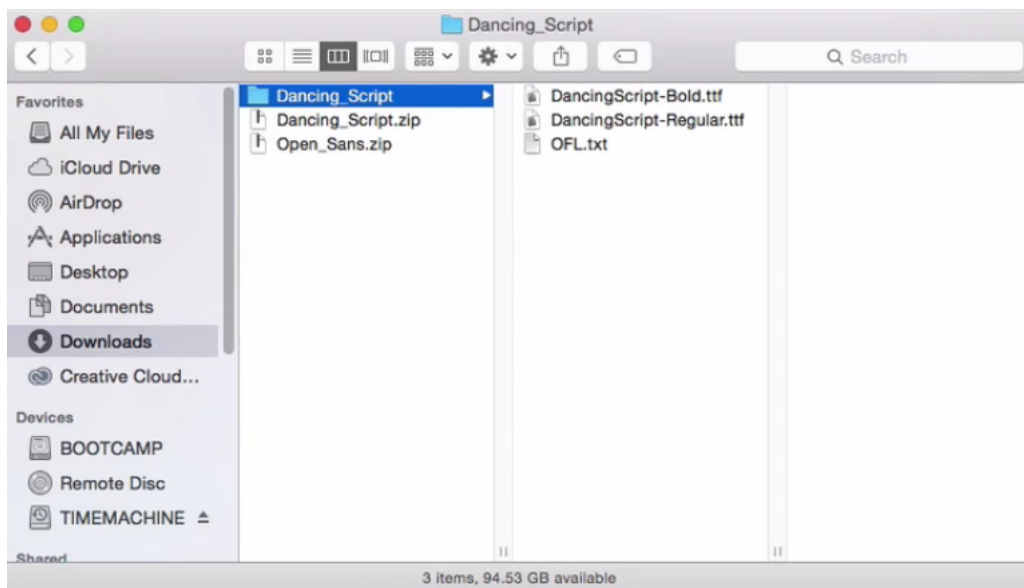 Dancing_Script
Search
Favorites
All My Files
iCloud Drive
AirDrop
Applications
Desktop
Documents
Downloads
Creative Cloud...
Devices
BOOTCAMP
Remote Disc
TIMEMACHINE
Shared
Dancing_Script
Dancing_Script.zip
Open_Sans.zip
DancingScript-Bold.ttf
DancingScript-Regular.ttf
OFL.txt
3 items, 94.53 GB available